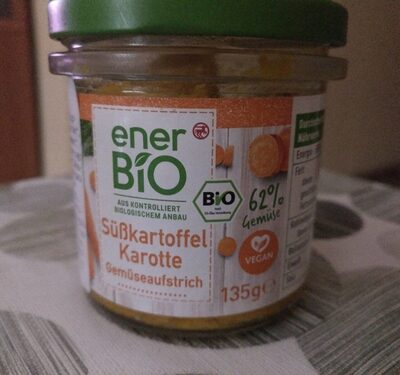 ener
BiO
AUS KONTROLLIERT
BIOLOGISCHEM ANBAU
Süßkartoffel
Karotte
Gemüseaufstrich
BiO
62%
Gemüse
VEGAN
135g